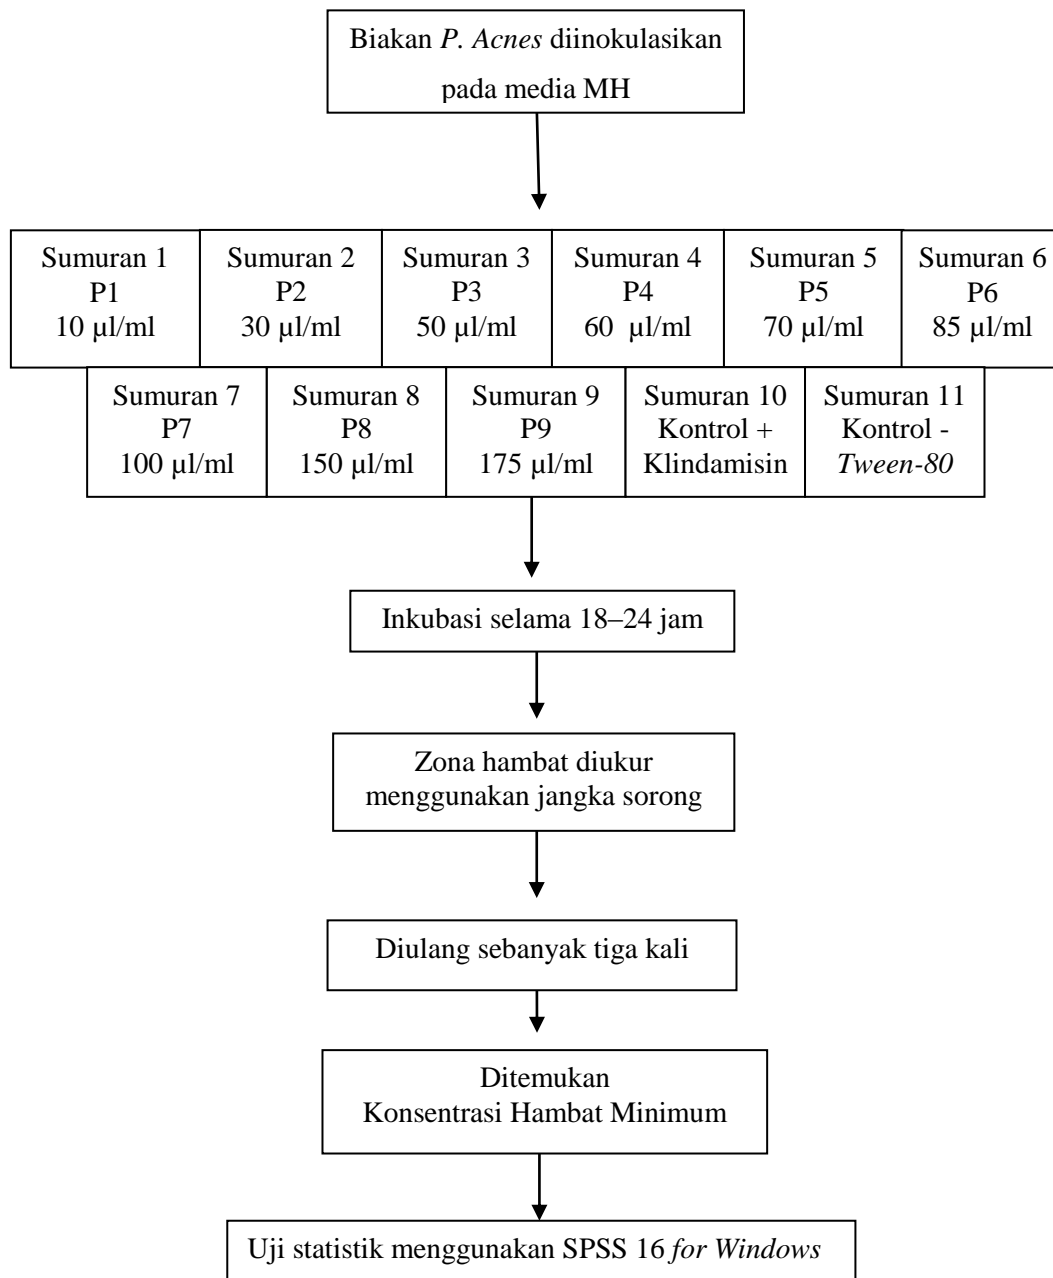 Biakan P. Acnes diinokulasikan
pada media MH
Sumuran 1
P1
10 µl/ml
Sumuran 2
P2
30 µl/ml
Sumuran 3
P3
50 µl/ml
Sumuran 4
P4
60 µl/ml
Sumuran 5
P5
70 µl/ml
Sumuran 6
P6
85 µl/ml
Sumuran 7
P7
100 µl/ml
Sumuran 8
P8
150 µl/ml
Sumuran 9
P9
175 µl/ml
Sumuran 10
Kontrol +
Klindamisin
Sumuran 11
Kontrol -
Tween-80
Inkubasi selama 18–24 jam
Zona hambat diukur
menggunakan jangka sorong
Diulang sebanyak tiga kali
Ditemukan
Konsentrasi Hambat Minimum
Uji statistik menggunakan SPSS 16 for Windows